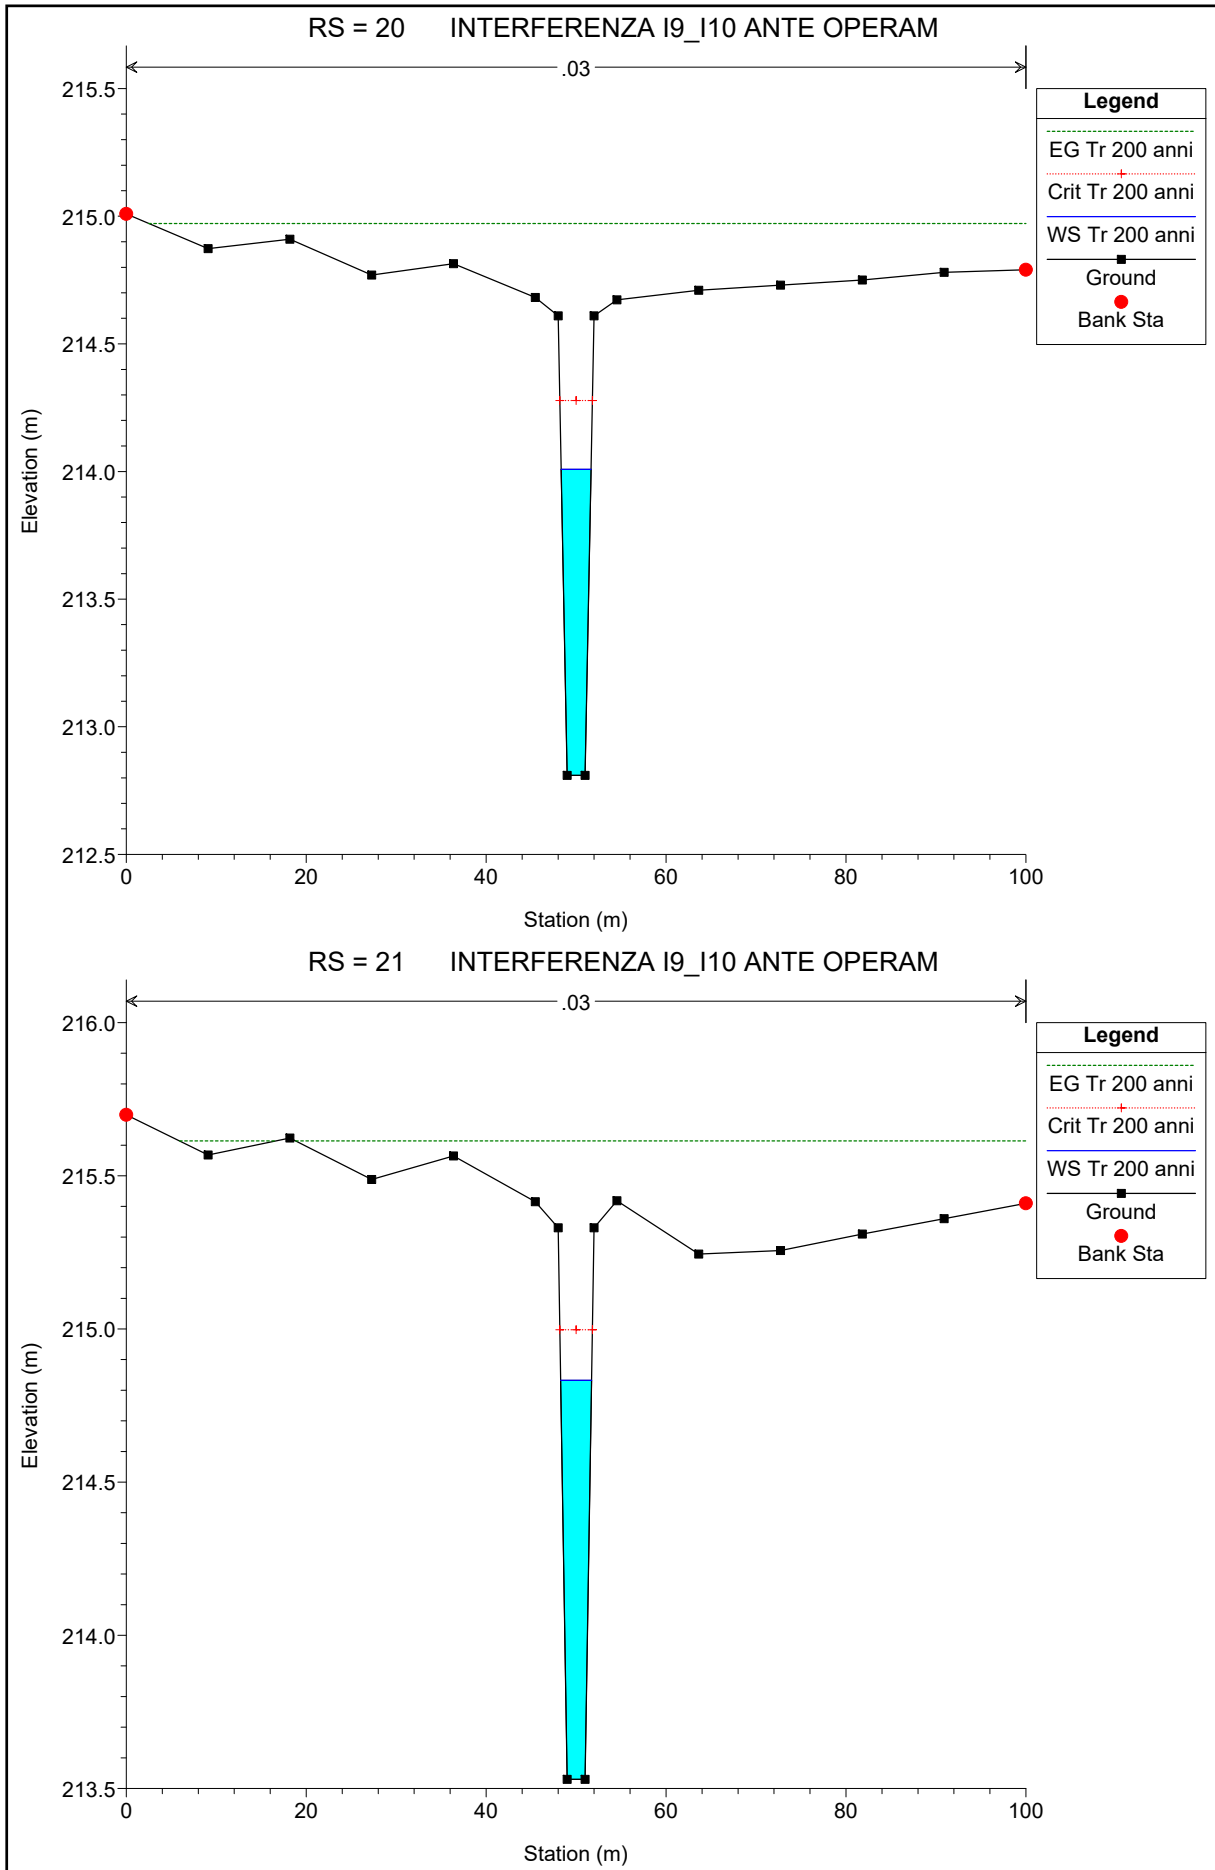 RS = 20 INTERFERENZA I9_I10 ANTE OPERAM
.03
215.5
215.0
214.5
214.0
213.5
213.0
212.5
Elevation (m)
0 20 40 60 80 100
Station (m)
Legend
EG Tr 200 anni
Crit Tr 200 anni
WS Tr 200 anni
Ground
Bank Sta
RS = 21 INTERFERENZA I9_I10 ANTE OPERAM
.03
216.0
215.5
215.0
214.5
214.0
213.5
Elevation (m)
0 20 40 60 80 100
Station (m)
Legend
EG Tr 200 anni
Crit Tr 200 anni
WS Tr 200 anni
Ground
Bank Sta